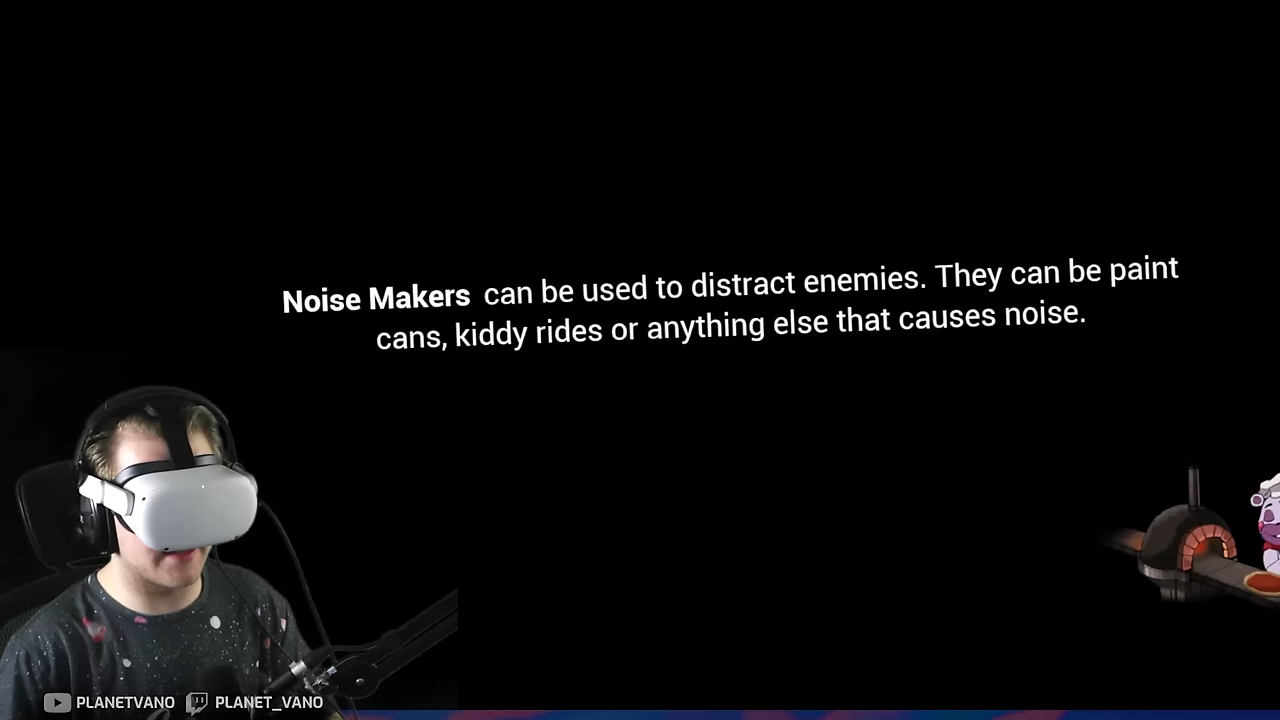 Noise Makers can be used to distract enemies. They can be paint
cans, kiddy rides or anything else that causes noise.
PLANETVANO PLANET_VANO